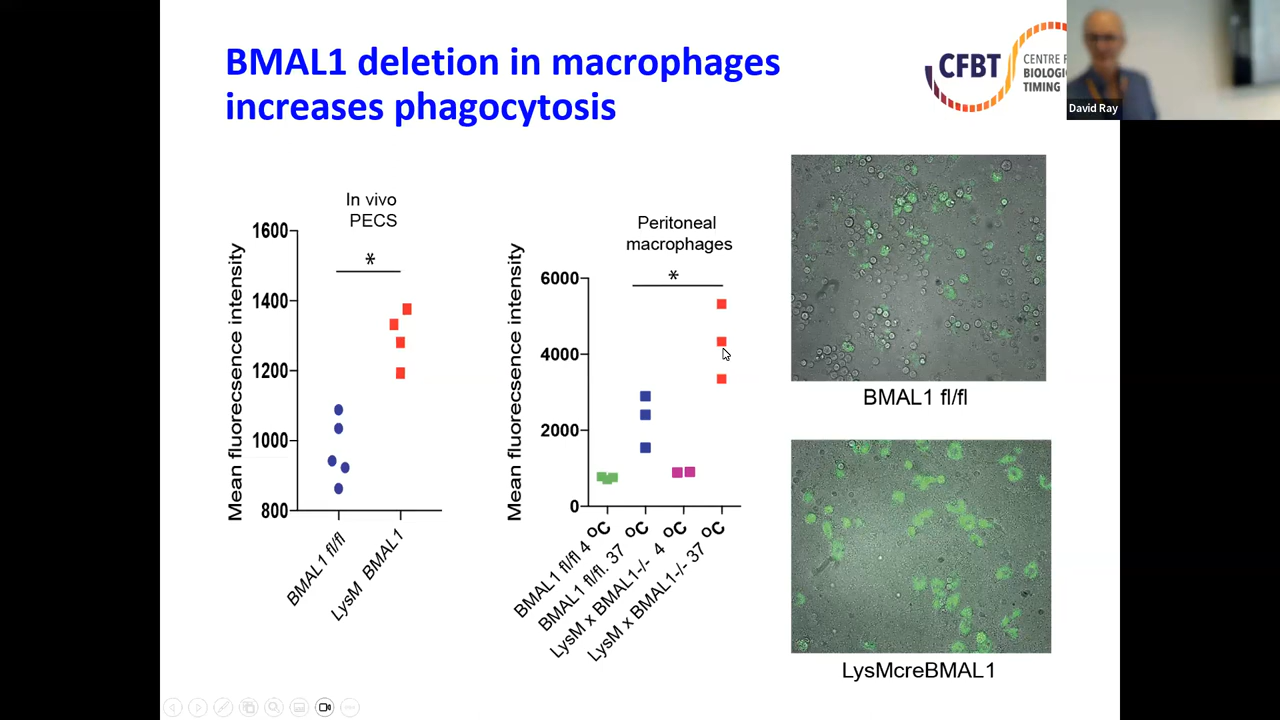 BMAL1 deletion in macrophages
increases phagocytosis
CFBT
CENTRE F
BIOLOGI
TIMING
David Ray
In vivo
PECS
*
1600
1400
1200
1000
800
Mean fluorecsence intensity
BMAL1 fl/fl
LysM BMAL1
Peritoneal
macrophages
*
6000
4000
2000
0
Mean fluorecsence intensity
BMAL1 fl/fl 4 ºC
BMAL1 fl/fl. 37 ºC
LysM x BMAL1-/- 4 ºC
LysM x BMAL1-/- 37 ºC
BMAL1 fl/fl
LysMcreBMAL1